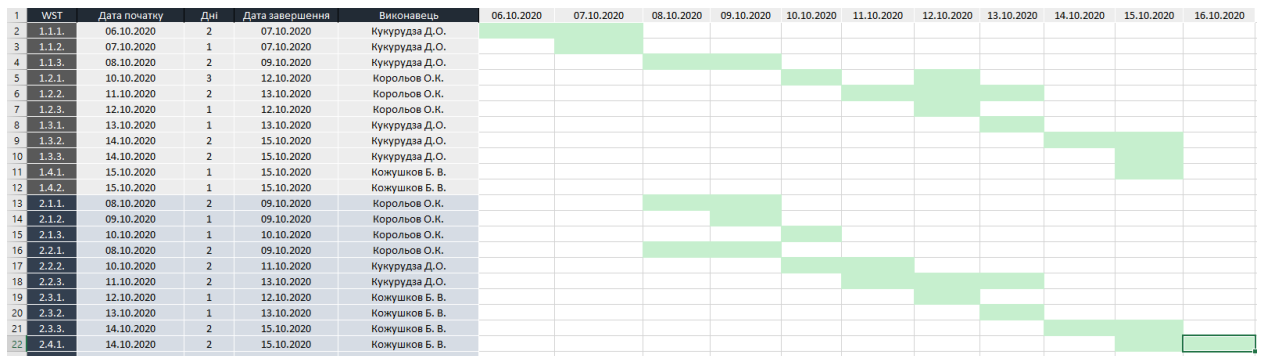 1 WST Дата початку Дні Дата завершення Виконавець 06.10.2020 07.10.2020 08.10.2020 09.10.2020 10.10.2020 11.10.2020 12.10.2020 13.10.2020 14.10.2020 15.10.2020 16.10.2020
2 1.1.1. 06.10.2020 2 07.10.2020 Кукурудза Д.О.
3 1.1.2. 07.10.2020 1 07.10.2020 Кукурудза Д.О.
4 1.1.3. 08.10.2020 2 09.10.2020 Кукурудза Д.О.
5 1.2.1. 10.10.2020 3 12.10.2020 Корольов О.К.
6 1.2.2. 11.10.2020 2 13.10.2020 Корольов О.К.
7 1.2.3. 12.10.2020 1 12.10.2020 Корольов О.К.
8 1.3.1. 13.10.2020 1 13.10.2020 Кукурудза Д.О.
9 1.3.2. 14.10.2020 2 15.10.2020 Кукурудза Д.О.
10 1.3.3. 14.10.2020 2 15.10.2020 Кукурудза Д.О.
11 1.4.1. 15.10.2020 1 15.10.2020 Кожушков Б. В.
12 1.4.2. 15.10.2020 1 15.10.2020 Кожушков Б. В.
13 2.1.1. 08.10.2020 2 09.10.2020 Корольов О.К.
14 2.1.2. 09.10.2020 1 09.10.2020 Корольов О.К.
15 2.1.3. 10.10.2020 1 10.10.2020 Корольов О.К.
16 2.2.1. 08.10.2020 2 09.10.2020 Корольов О.К.
17 2.2.2. 10.10.2020 2 11.10.2020 Кукурудза Д.О.
18 2.2.3. 11.10.2020 2 13.10.2020 Кукурудза Д.О.
19 2.3.1. 12.10.2020 1 12.10.2020 Кожушков Б. В.
20 2.3.2. 13.10.2020 1 13.10.2020 Кожушков Б. В.
21 2.3.3. 14.10.2020 2 15.10.2020 Кожушков Б. В.
22 2.4.1. 14.10.2020 2 15.10.2020 Кожушков Б. В.